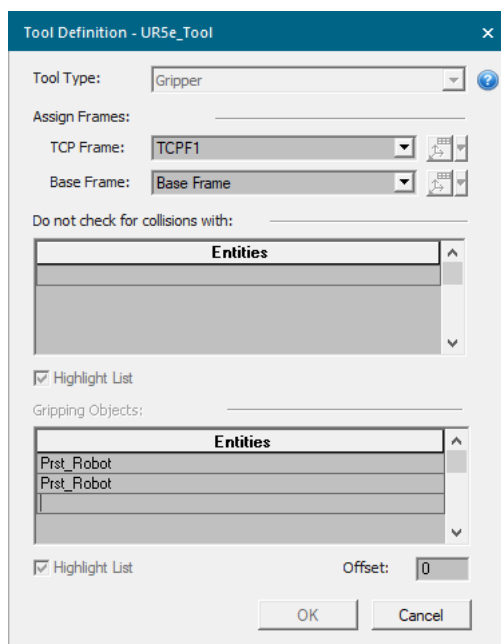 Tool Definition - UR5e_Tool
Tool Type: Gripper
Assign Frames:
TCP Frame: TCPF1
Base Frame: Base Frame
Do not check for collisions with:
Entities
Highlight List
Gripping Objects:
Entities
Prst_Robot
Prst_Robot
Highlight List Offset: 0
OK Cancel